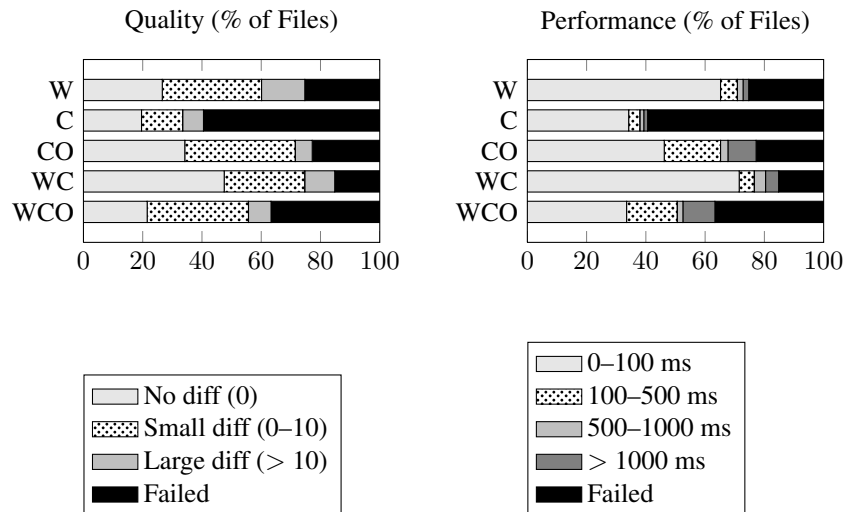 Quality (% of Files)
W
C
CO
WC
WCO
0 20 40 60 80 100
No diff (0)
Small diff (0–10)
Large diff (> 10)
Failed
Performance (% of Files)
W
C
CO
WC
WCO
0 20 40 60 80 100
0–100 ms
100–500 ms
500–1000 ms
> 1000 ms
Failed